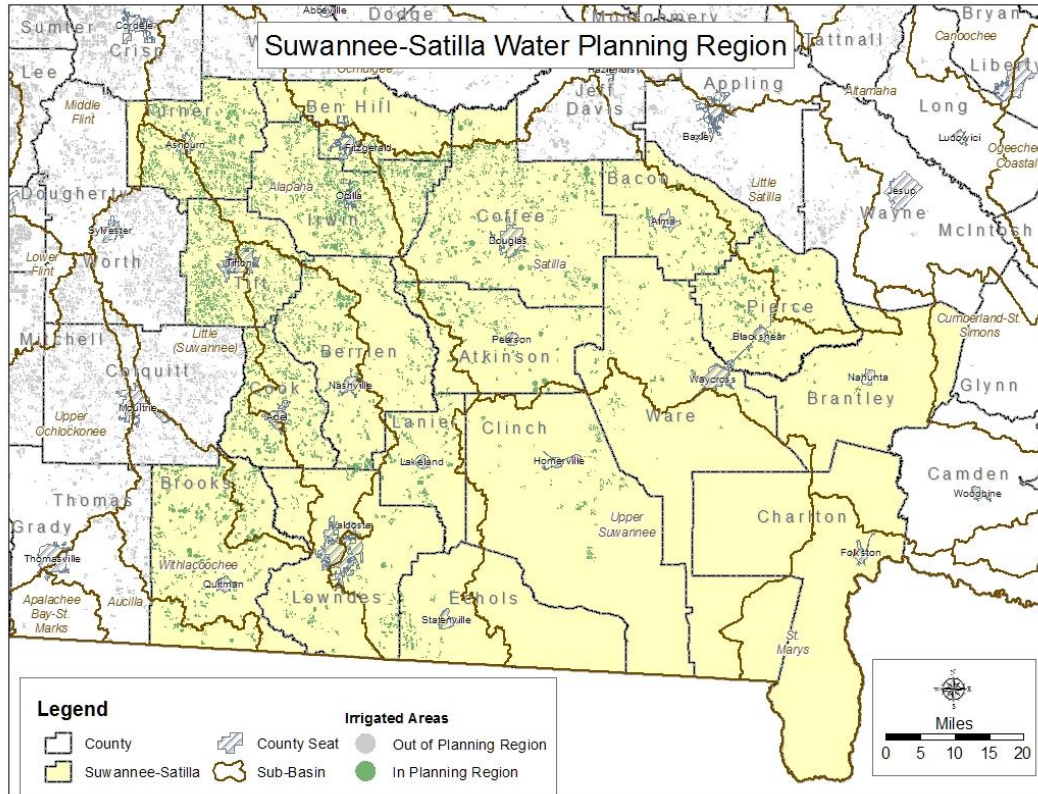 Suwannee-Satilla Water Planning Region
Sumter
Cordele
Crisp
Abbeville
Dodge
Montgomery
Tattnall
Bryan
Canoochee
Liberty
Lee
Middle
Flint
Turner
Ocmulgee
Ben Hill
Hazlehurst
Jeff
Davis
Appling
Baxley
Altamaha
Long
Ludowici
Ogeechee
Coastal
Ashburn
Fitzgerald
Dougherty
Sylvester
Worth
Lower
Flint
Alapaha
Ocilla
Irwin
Coffee
Douglas
Satilla
Bacon
Alma
Little
Satilla
Jesup
Wayne
McIntosh
Tifton
Tift
Mitchell
Little
(Suwannee)
Colquitt
Moultrie
Upper
Ochlockonee
Berrien
Nashville
Cook
Adel
Pearson
Atkinson
Pierce
Blackshear
Waycross
Cumberland-St.
Simons
Nahunta
Brantley
Glynn
Lanier
Lakeland
Clinch
Homerville
Ware
Thomas
Grady
Thomasville
Apalachee
Bay-St.
Marks
Aucilla
Brooks
Withlacoochee
Quitman
Valdosta
Lowndes
Echols
Statenville
Upper
Suwannee
Charlton
Folkston
Camden
Woodbine
St.
Marys
Legend
County
Suwannee-Satilla
County Seat
Sub-Basin
Irrigated Areas
Out of Planning Region
In Planning Region
N
S
Miles
0 5 10 15 20